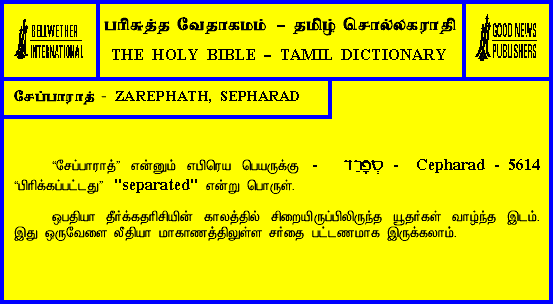 BELLWETHER
INTERNATIONAL
பரிசுத்த வேதாகமம் – தமிழ் சொல்லகராதி
THE HOLY BIBLE – TAMIL DICTIONARY
GOOD NEWS
PUBLISHERS
சேப்பாராத் - ZAREPHATH, SEPHARAD
“சேப்பாராத்” என்னும் எபிரெய பெயருக்கு - סְפָרַד - Cepharad - 5614
“பிரிக்கப்பட்டது” "separated" என்று பொருள்.
ஒபதியா தீர்க்கதரிசியின் காலத்தில் சிறையிருப்பிலிருந்த யூதர்கள் வாழ்ந்த இடம்.
இது ஒருவேளை லீதியா மாகாணத்திலுள்ள சர்தை பட்டணமாக இருக்கலாம்.